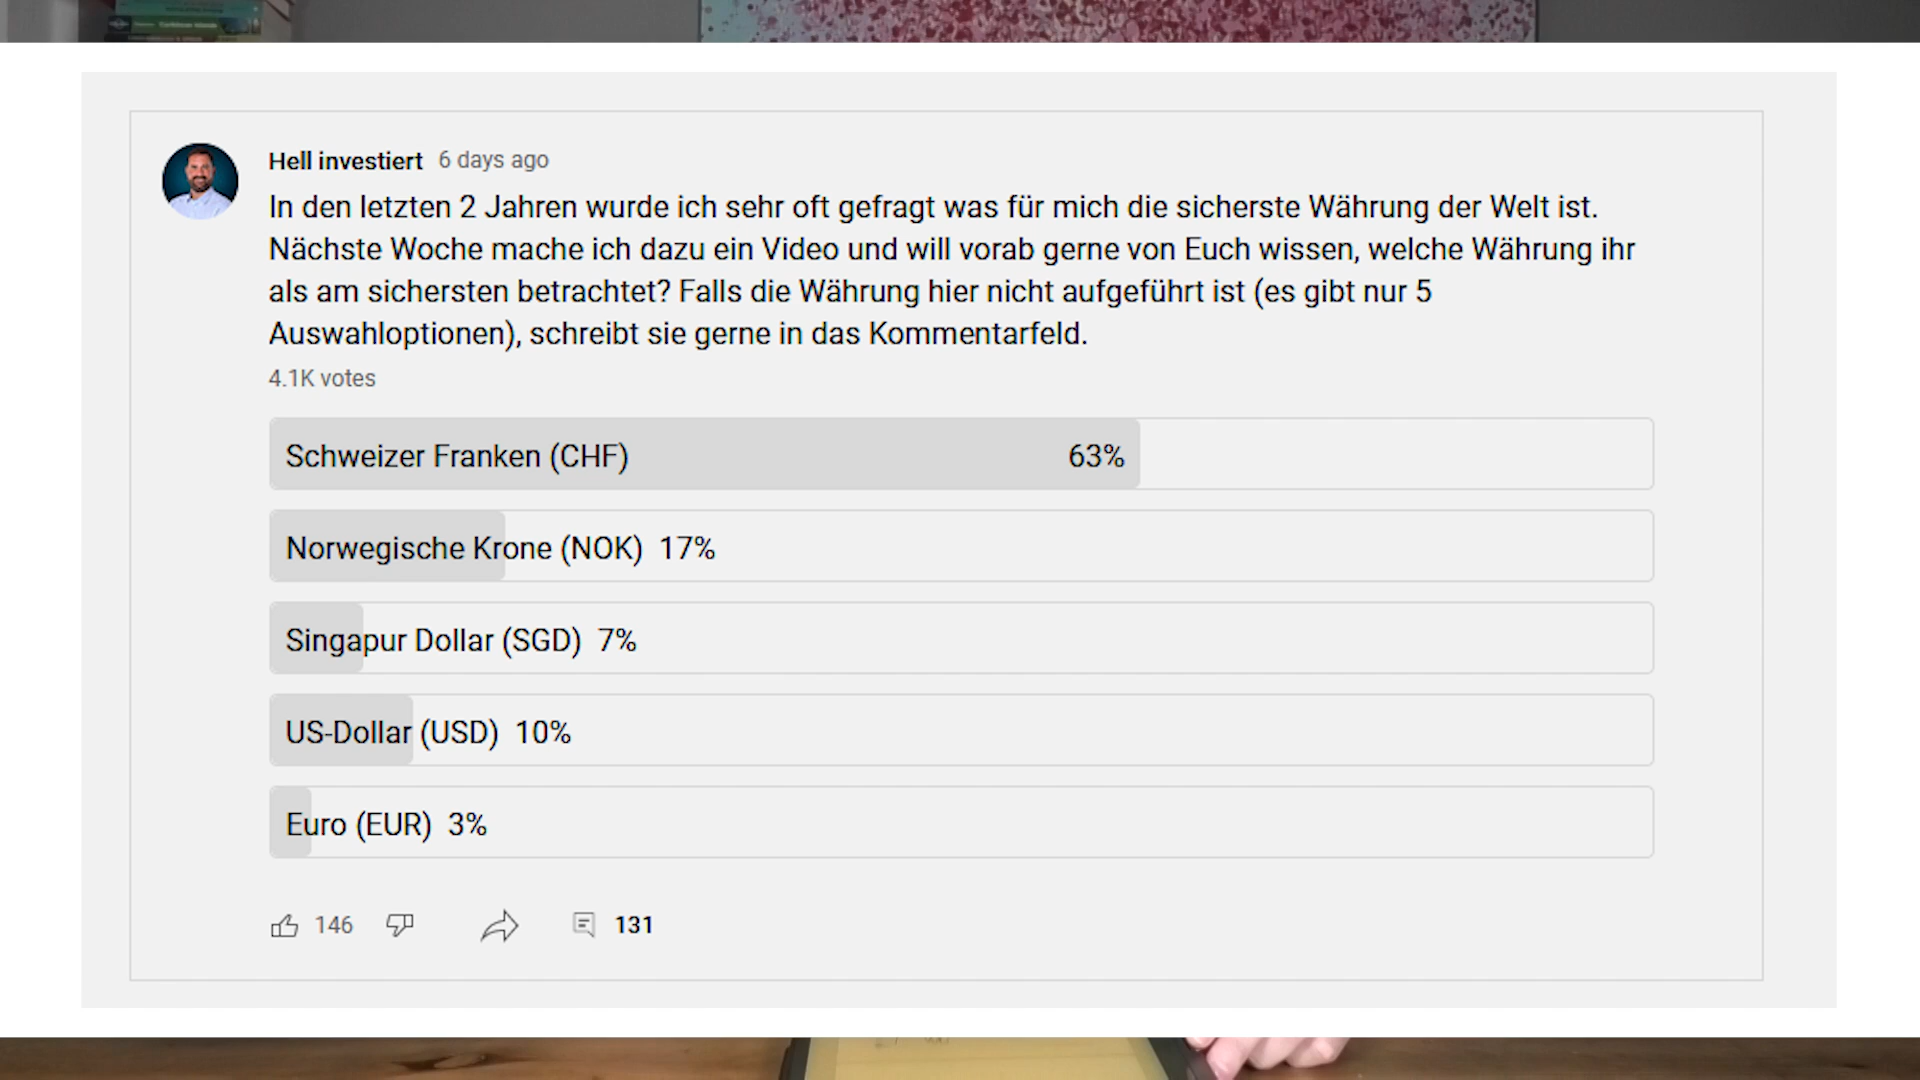 Hell investiert 6 days ago
In den letzten 2 Jahren wurde ich sehr oft gefragt was für mich die sicherste Währung der Welt ist.
Nächste Woche mache ich dazu ein Video und will vorab gerne von Euch wissen, welche Währung ihr
als am sichersten betrachtet? Falls die Währung hier nicht aufgeführt ist (es gibt nur 5
Auswahloptionen), schreibt sie gerne in das Kommentarfeld.
4.1K votes
Schweizer Franken (CHF) 63%
Norwegische Krone (NOK) 17%
Singapur Dollar (SGD) 7%
US-Dollar (USD) 10%
Euro (EUR) 3%
146 131